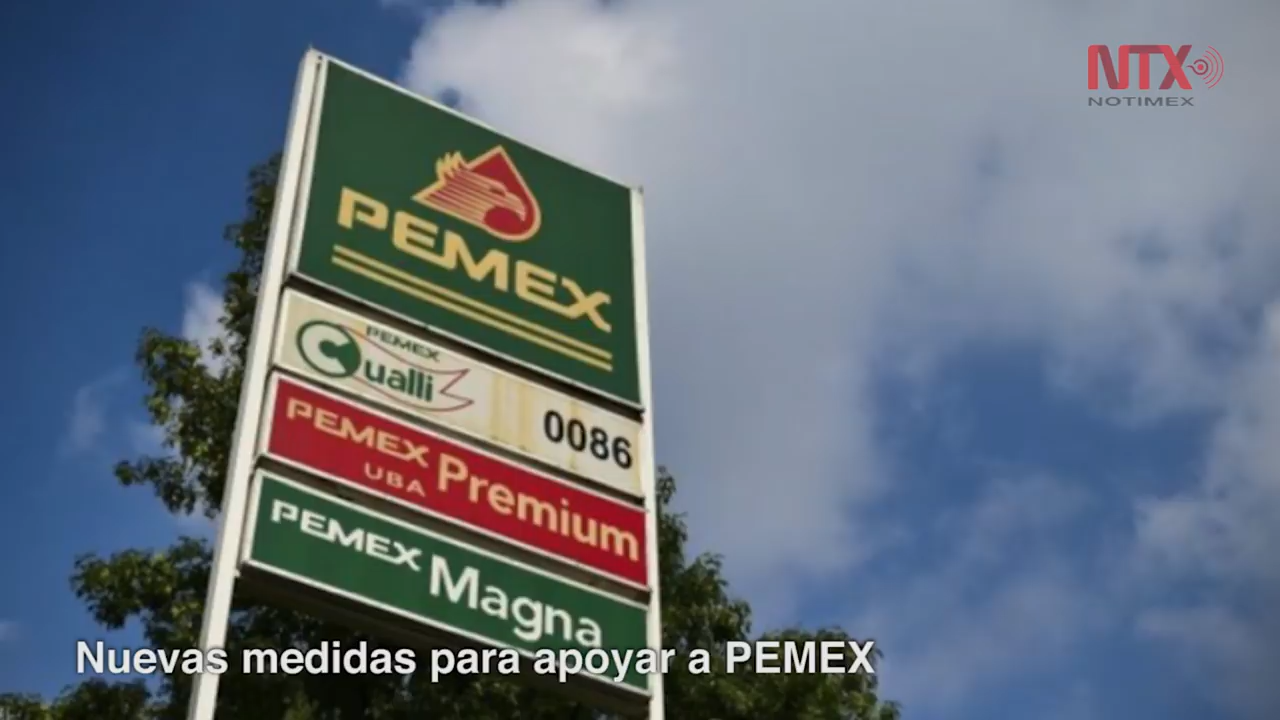 NTX
NOTIMEX
PEMEX
PEMEX
Cualli
0086
PEMEX Premium
UBA
PEMEX Magna
Nuevas medidas para apoyar a PEMEX